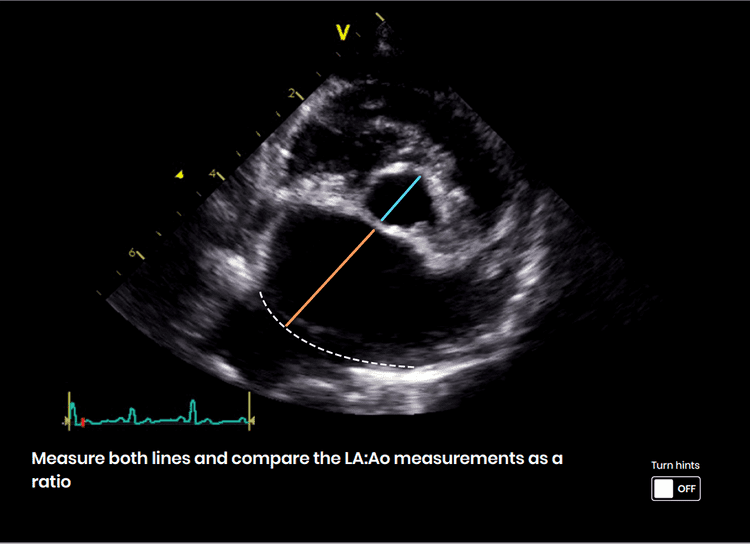 V
2
4
6
Measure both lines and compare the LA:Ao measurements as a
ratio
Turn hints
OFF